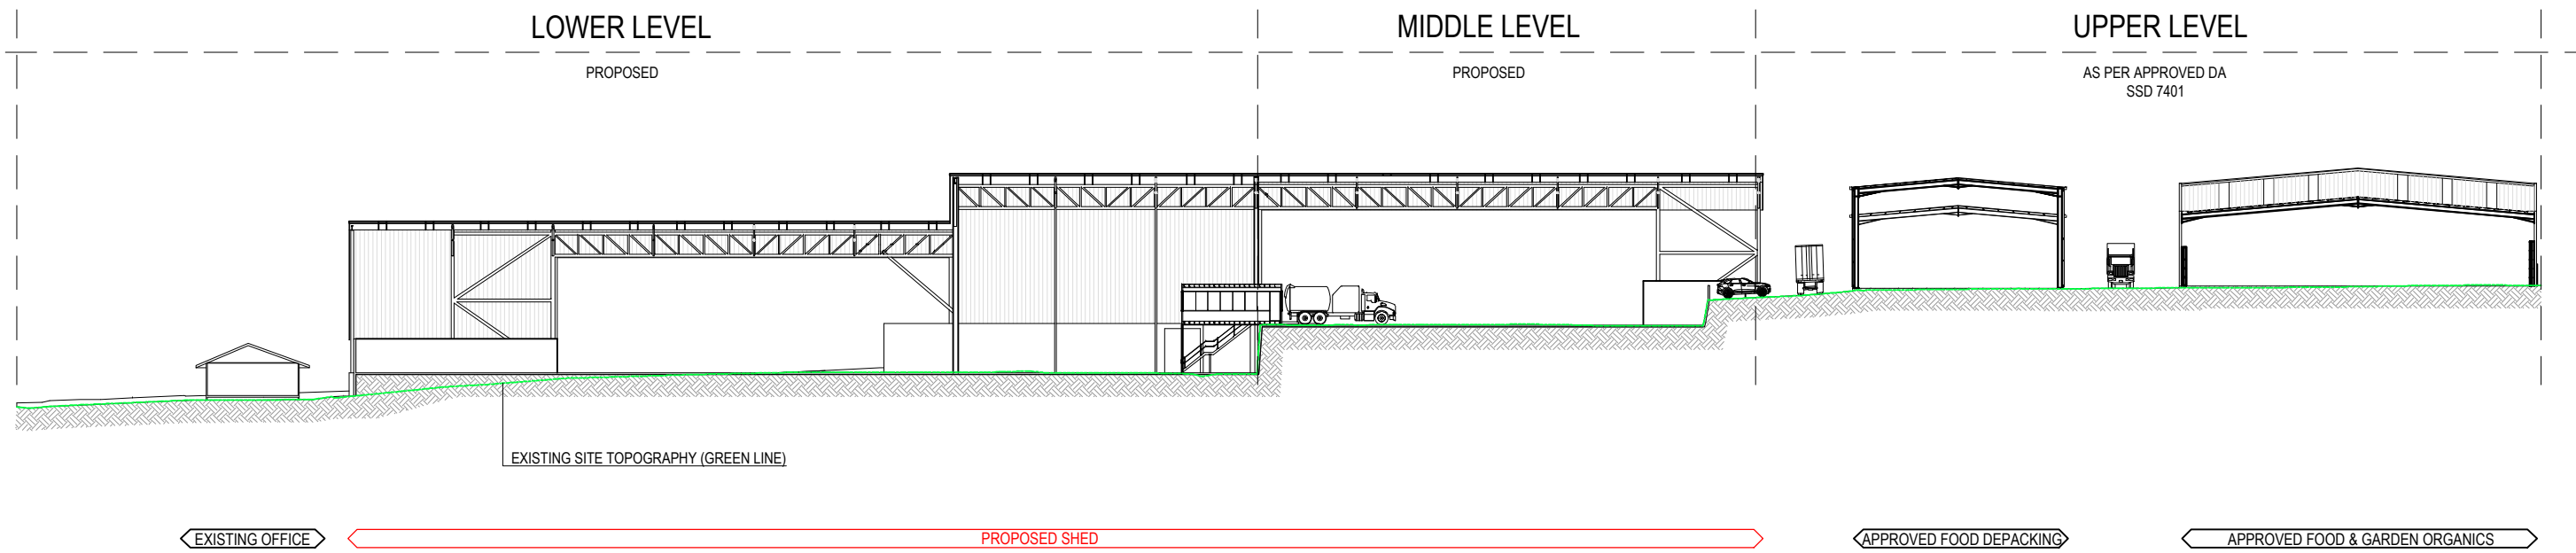 LOWER LEVEL
MIDDLE LEVEL
UPPER LEVEL
PROPOSED
PROPOSED
AS PER APPROVED DA
SSD 7401
EXISTING SITE TOPOGRAPHY (GREEN LINE)
EXISTING OFFICE
PROPOSED SHED
APPROVED FOOD DEPACKING
APPROVED FOOD & GARDEN ORGANICS